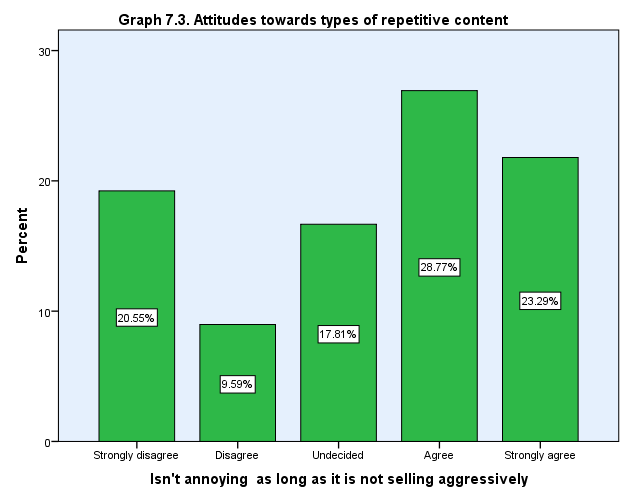 Graph 7.3. Attitudes towards types of repetitive content
Percent
30
20
10
0
20.55%
9.59%
17.81%
28.77%
23.29%
Strongly disagree
Disagree
Undecided
Agree
Strongly agree
Isn't annoying  as long as it is not selling aggressively